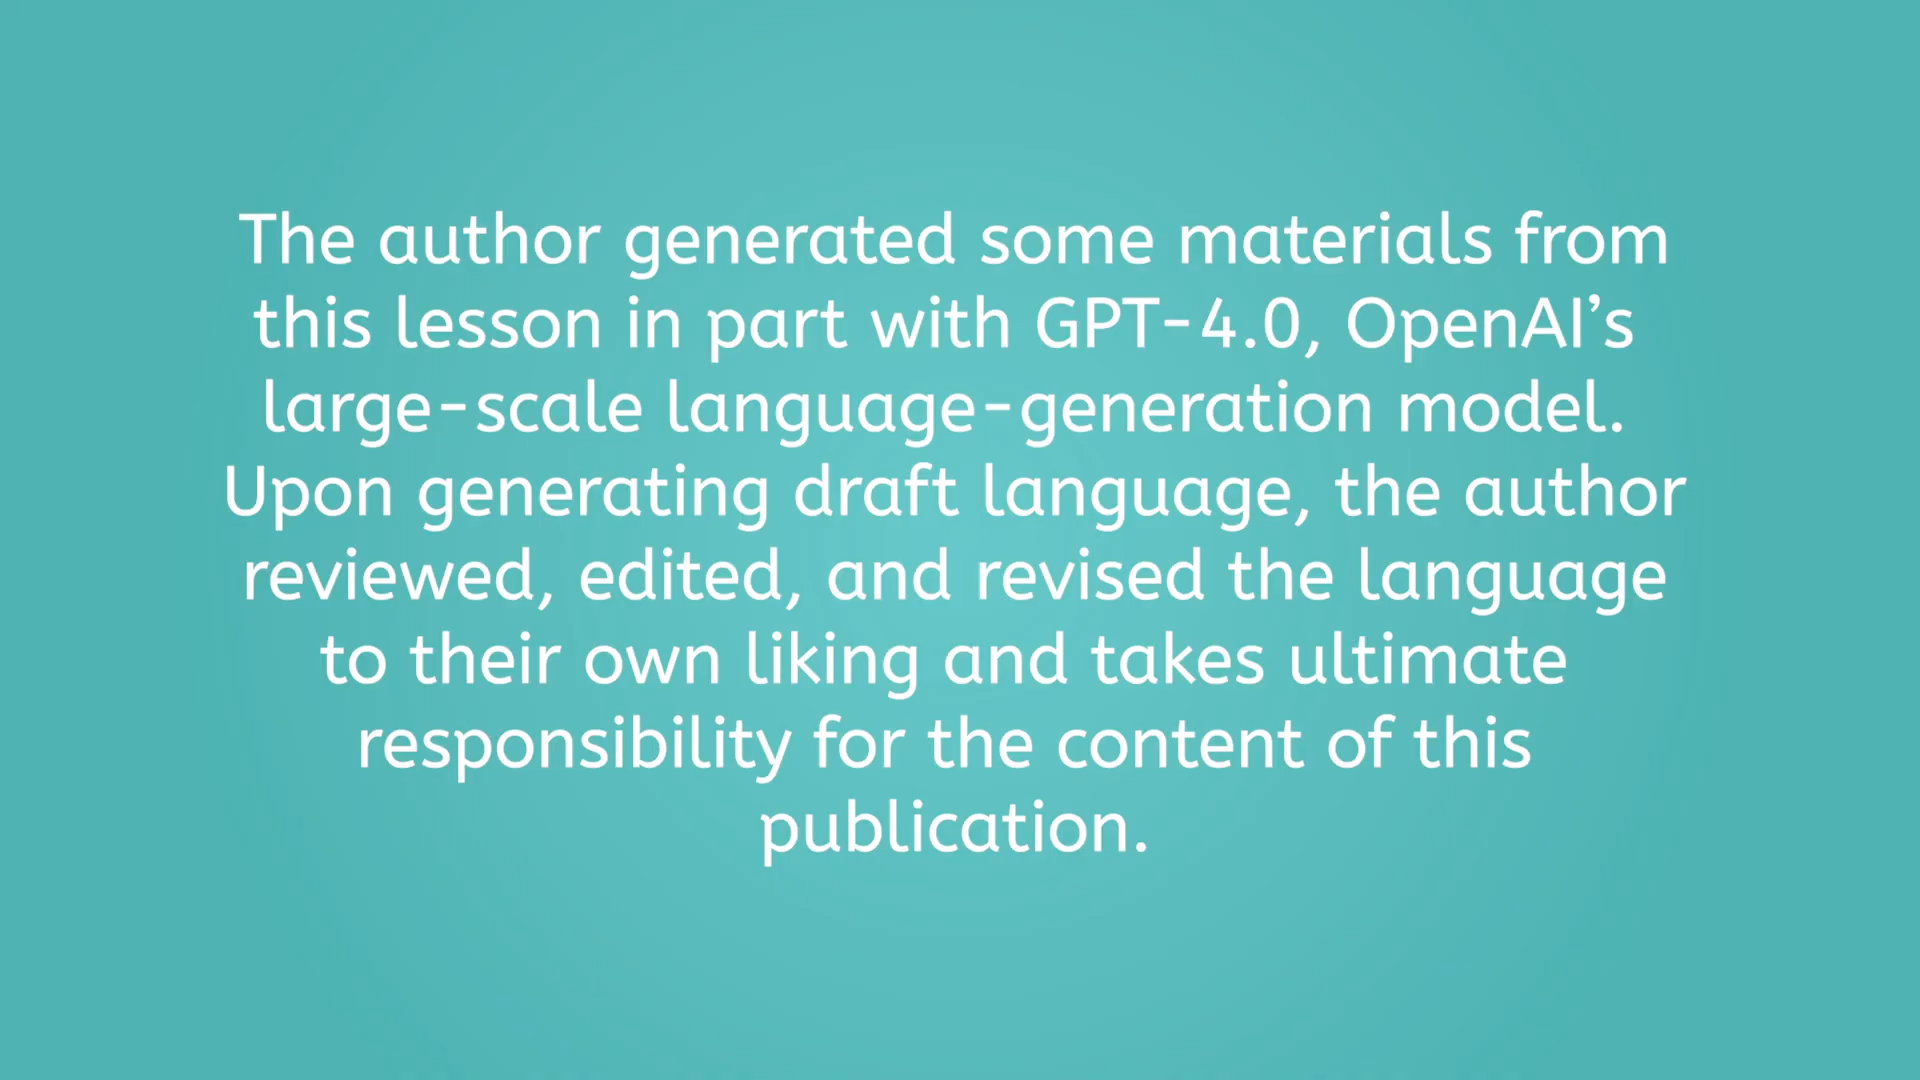 The author generated some materials from
this lesson in part with GPT-4.0, OpenAI’s
large-scale language-generation model.
Upon generating draft language, the author
reviewed, edited, and revised the language
to their own liking and takes ultimate
responsibility for the content of this
publication.